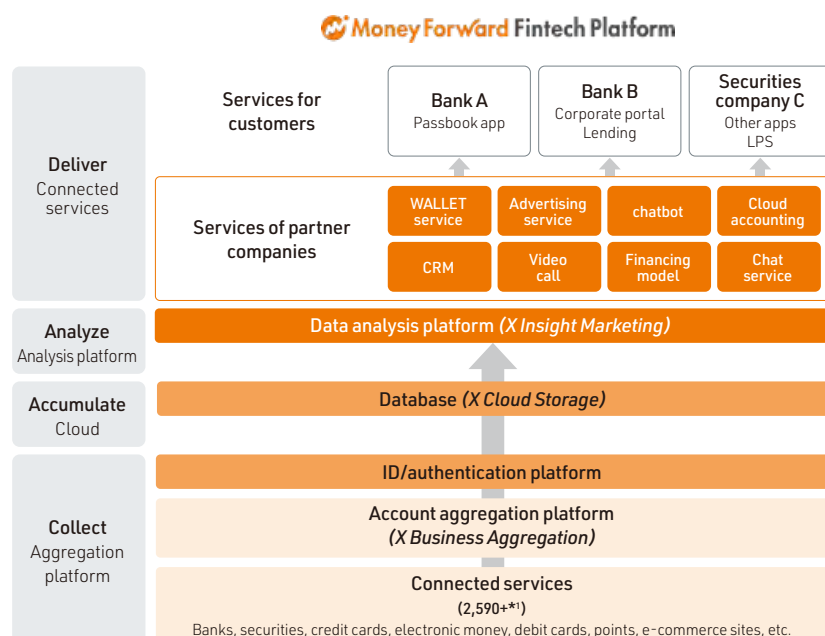 Money Forward Fintech Platform
Deliver
Connected
services
Services for
customers
Bank A
Passbook app
Bank B
Corporate portal
Lending
Securities
company C
Other apps
LPS
Services of partner
companies
WALLET
service
Advertising
service
chatbot
Cloud
accounting
CRM
Video
call
Financing
model
Chat
service
Analyze
Analysis platform
Data analysis platform (X Insight Marketing)
Accumulate
Cloud
Database (X Cloud Storage)
Collect
Aggregation
platform
ID/authentication platform
Account aggregation platform
(X Business Aggregation)
Connected services
(2,590+*1)
Banks, securities, credit cards, electronic money, debit cards, points, e-commerce sites, etc.